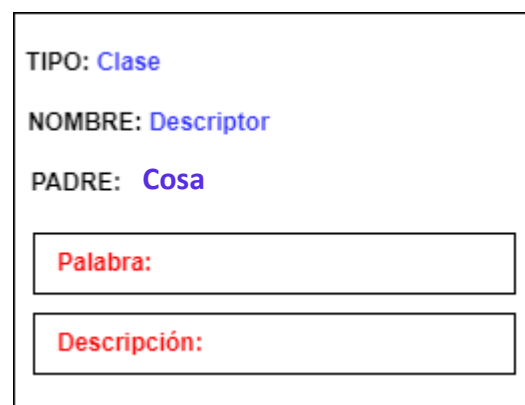 TIPO: Clase
NOMBRE: Descriptor
PADRE: Cosa
Palabra:
Descripción: